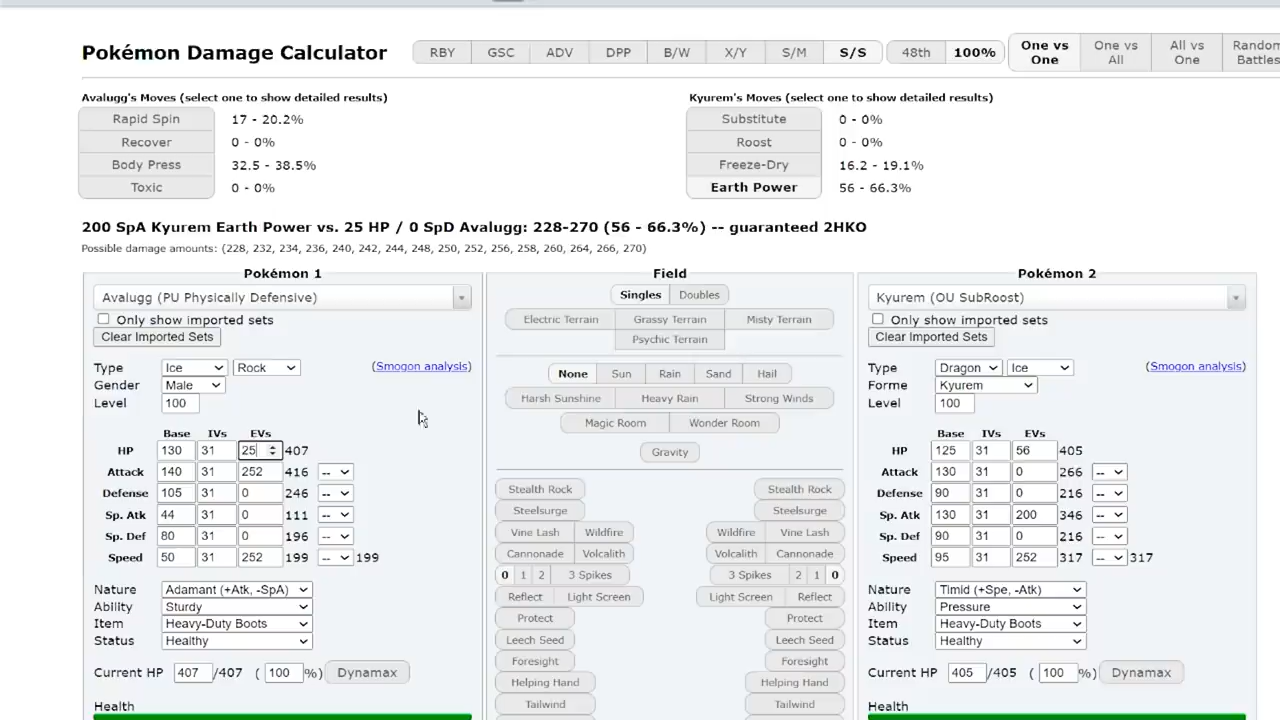 Pokémon Damage Calculator RBY GSC ADV DPP B/W X/Y S/M S/S 48th 100% One vs One One vs All All vs One Random Battles
Avalugg's Moves (select one to show detailed results)
Rapid Spin 17 - 20.2%
Recover 0 - 0%
Body Press 32.5 - 38.5%
Toxic 0 - 0%
Kyurem's Moves (select one to show detailed results)
Substitute 0 - 0%
Roost 0 - 0%
Freeze-Dry 16.2 - 19.1%
Earth Power 56 - 66.3%
200 SpA Kyurem Earth Power vs. 25 HP / 0 SpD Avalugg: 228-270 (56 - 66.3%) -- guaranteed 2HKO
Possible damage amounts: (228, 232, 234, 236, 240, 242, 244, 248, 250, 252, 256, 258, 260, 264, 266, 270)
Pokémon 1
Avalugg (PU Physically Defensive)
Only show imported sets
Clear Imported Sets
Type Ice Rock (Smogon analysis)
Gender Male
Level 100
Base IVs EVs
HP 130 31 25 407
Attack 140 31 252 416 --
Defense 105 31 0 246 --
Sp. Atk 44 31 0 111 --
Sp. Def 80 31 0 196 --
Speed 50 31 252 199 -- 199
Nature Adamant (+Atk, -SpA)
Ability Sturdy
Item Heavy-Duty Boots
Status Healthy
Current HP 407 /407 ( 100 %) Dynamax
Health
Field
Singles Doubles
Electric Terrain Grassy Terrain Misty Terrain
Psychic Terrain
None Sun Rain Sand Hail
Harsh Sunshine Heavy Rain Strong Winds
Magic Room Wonder Room
Gravity
Stealth Rock Stealth Rock
Steelsurge Steelsurge
Vine Lash Wildfire Wildfire Vine Lash
Cannonade Volcalith Volcalith Cannonade
0 1 2 3 Spikes 3 Spikes 2 1 0
Reflect Light Screen Light Screen Reflect
Protect Protect
Leech Seed Leech Seed
Foresight Foresight
Helping Hand Helping Hand
Tailwind Tailwind
Pokémon 2
Kyurem (OU SubRoost)
Only show imported sets
Clear Imported Sets
Type Dragon Ice (Smogon analysis)
Forme Kyurem
Level 100
Base IVs EVs
HP 125 31 56 405
Attack 130 31 0 266 --
Defense 90 31 0 216 --
Sp. Atk 130 31 200 346 --
Sp. Def 90 31 0 216 --
Speed 95 31 252 317 -- 317
Nature Timid (+Spe, -Atk)
Ability Pressure
Item Heavy-Duty Boots
Status Healthy
Current HP 405 /405 ( 100 %) Dynamax
Health